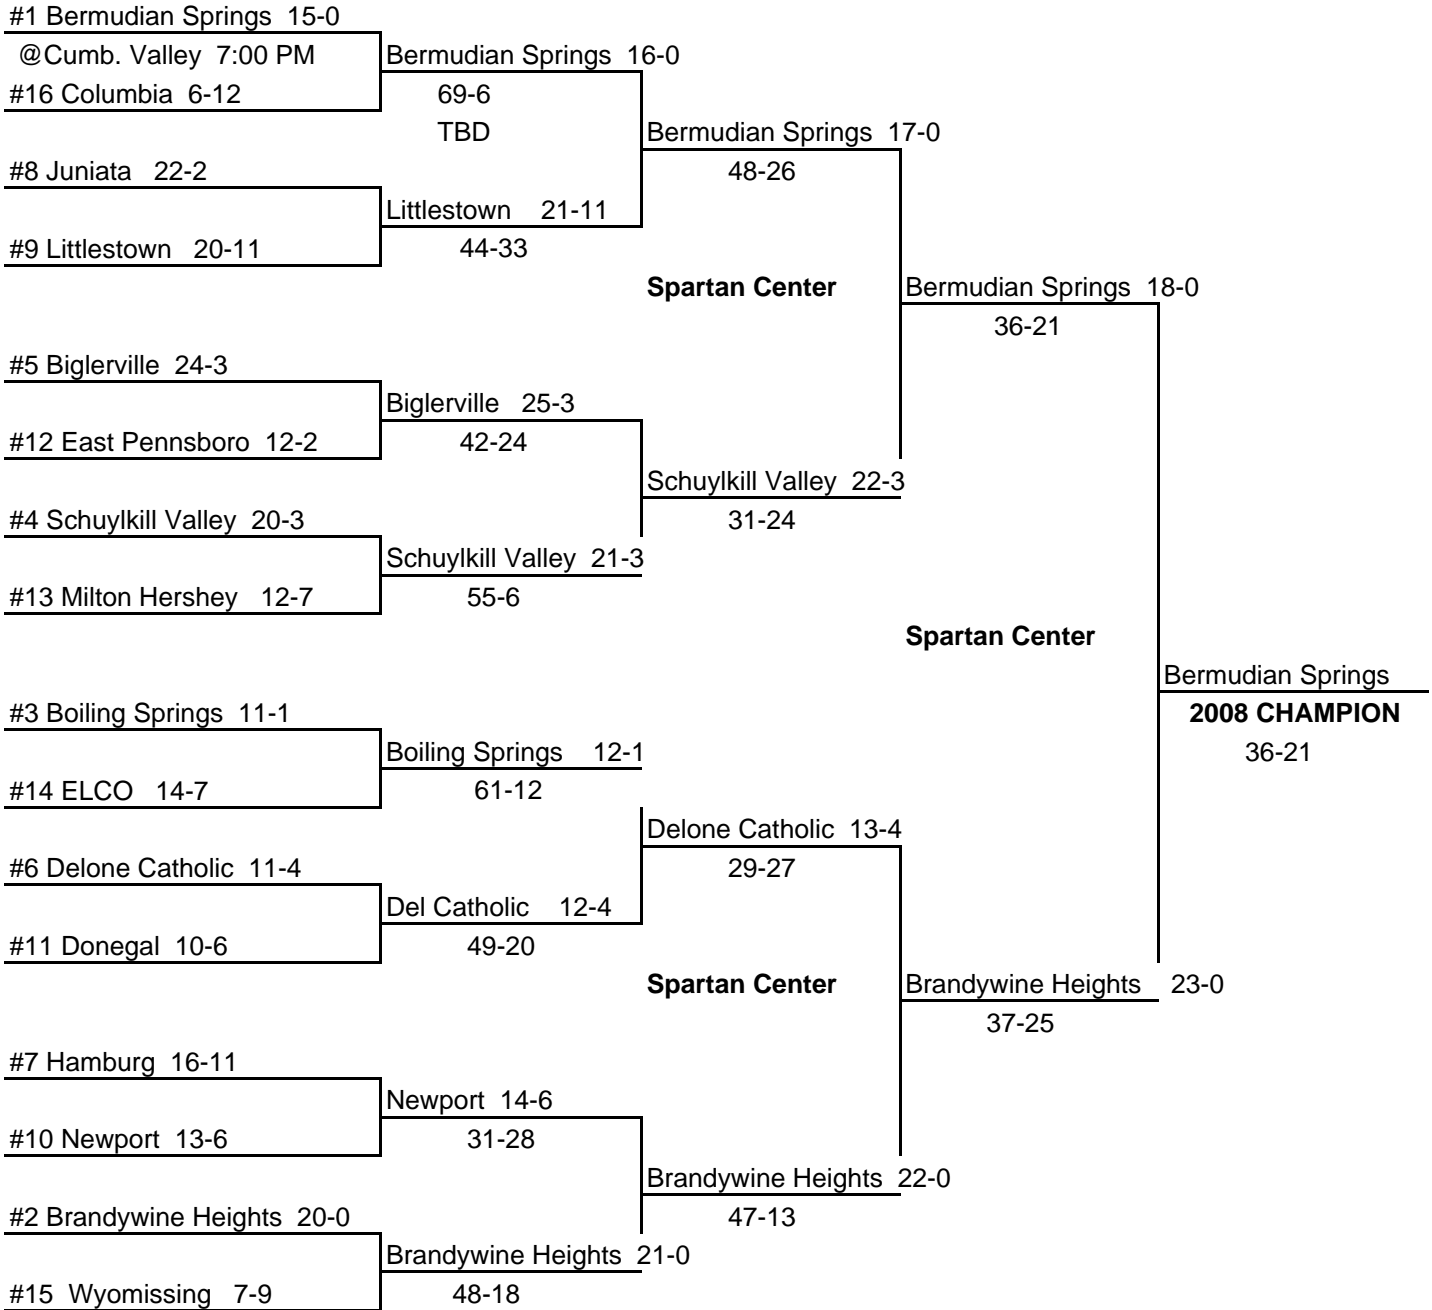 #1 Bermudian Springs 15-0
@Cumb. Valley 7:00 PM
Bermudian Springs 16-0
#16 Columbia 6-12
69-6
TBD
Bermudian Springs 17-0
#8 Juniata 22-2
48-26
Littlestown 21-11
#9 Littlestown 20-11
44-33
Spartan Center
Bermudian Springs 18-0
36-21
#5 Biglerville 24-3
Biglerville 25-3
#12 East Pennsboro 12-2
42-24
Schuylkill Valley 22-3
#4 Schuylkill Valley 20-3
31-24
Schuylkill Valley 21-3
#13 Milton Hershey 12-7
55-6
Spartan Center
Bermudian Springs
#3 Boiling Springs 11-1
2008 CHAMPION
Boiling Springs 12-1
36-21
#14 ELCO 14-7
61-12
Delone Catholic 13-4
#6 Delone Catholic 11-4
29-27
Del Catholic 12-4
#11 Donegal 10-6
49-20
Spartan Center
Brandywine Heights 23-0
37-25
#7 Hamburg 16-11
Newport 14-6
#10 Newport 13-6
31-28
Brandywine Heights 22-0
#2 Brandywine Heights 20-0
47-13
Brandywine Heights 21-0
#15 Wyomissing 7-9
48-18